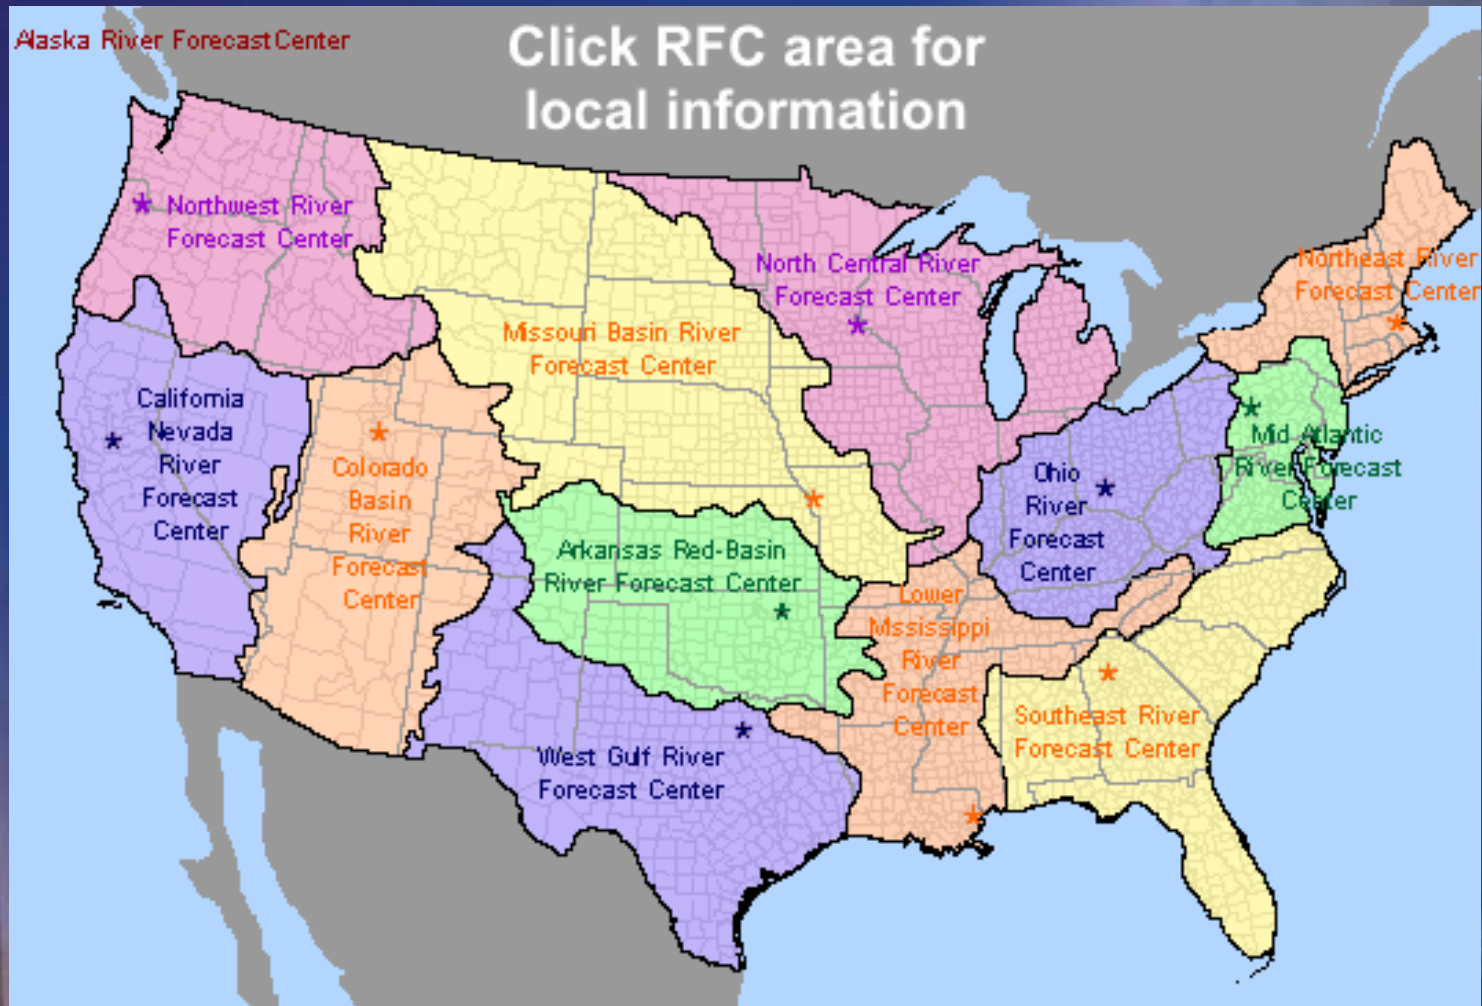 Alaska River Forecast Center
Click RFC area for
local information
Northwest River
Forecast Center
North Central River
Forecast Center
Northeast River
Forecast Center
Missouri Basin River
Forecast Center
California
Nevada
River
Forecast
Center
Colorado
Basin
River
Forecast
Center
Ohio
River
Forecast
Center
Mid Atlantic
River Forecast
Center
Arkansas Red-Basin
River Forecast Center
Lower
Mississippi
River
Forecast
Center
Southeast River
Forecast Center
West Gulf River
Forecast Center